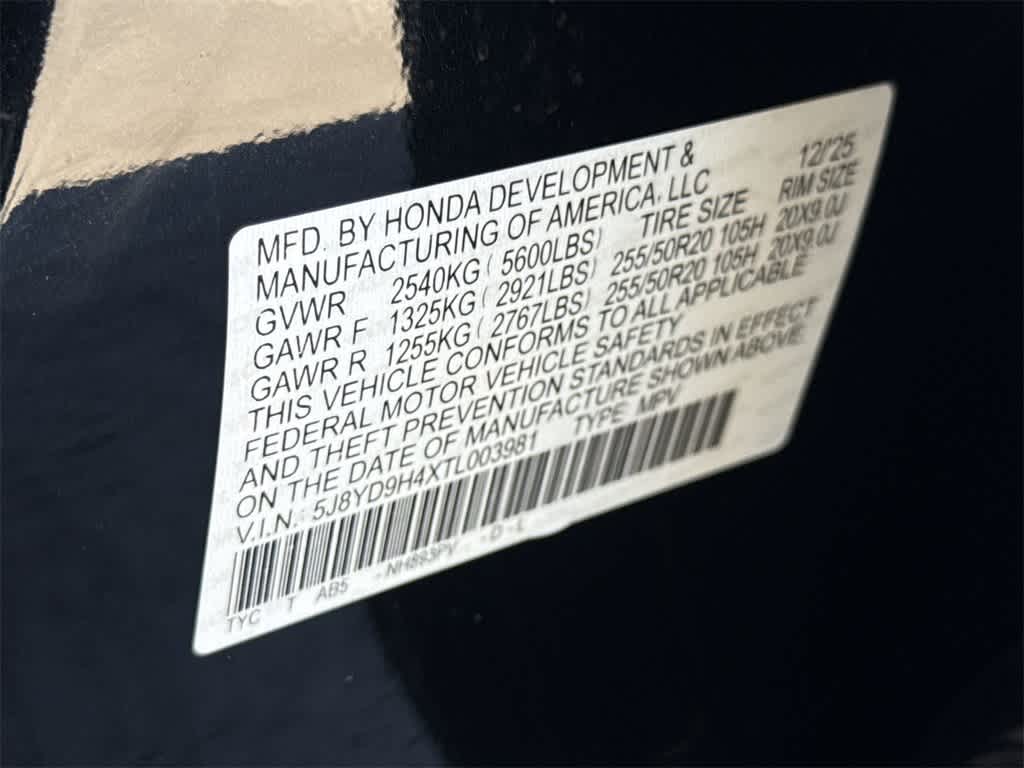 MFD. BY HONDA DEVELOPMENT & 12/25
MANUFACTURING OF AMERICA, LLC
GVWR 2540KG ( 5600LBS) TIRE SIZE RIM SIZE
GAWR F 1325KG ( 2921LBS) 255/50R20 105H 20X9.0J
GAWR R 1255KG ( 2767LBS) 255/50R20 105H 20X9.0J
THIS VEHICLE CONFORMS TO ALL APPLICABLE
FEDERAL MOTOR VEHICLE SAFETY
AND THEFT PREVENTION STANDARDS IN EFFECT
ON THE DATE OF MANUFACTURE SHOWN ABOVE.
V.I.N. 5J8YD9H4XTL003981 TYPE: MPV
TYC T AB5 -NH893PV- -D-L